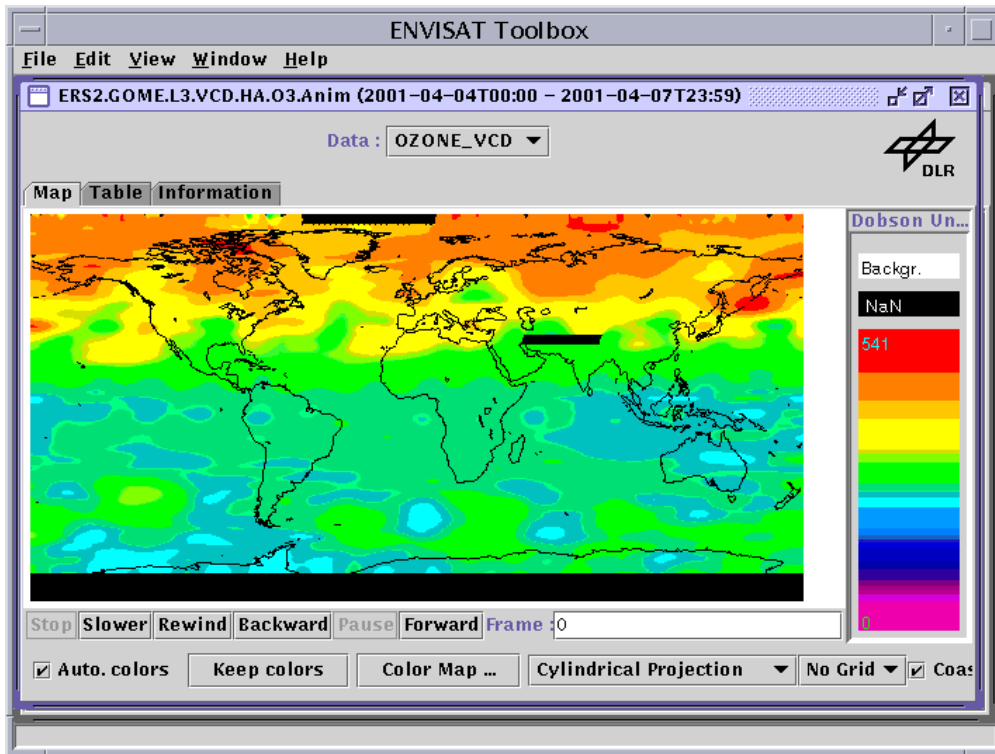 ENVISAT Toolbox
File Edit View Window Help
ERS2.GOME.L3.VCD.HA.O3.Anim (2001-04-04T00:00 - 2001-04-07T23:59)
Data : OZONE_VCD
DLR
Map Table Information
Dobson Un...
Backgr.
NaN
541
0
Stop Slower Rewind Backward Pause Forward Frame : 0
Auto. colors Keep colors Color Map ... Cylindrical Projection No Grid Coas